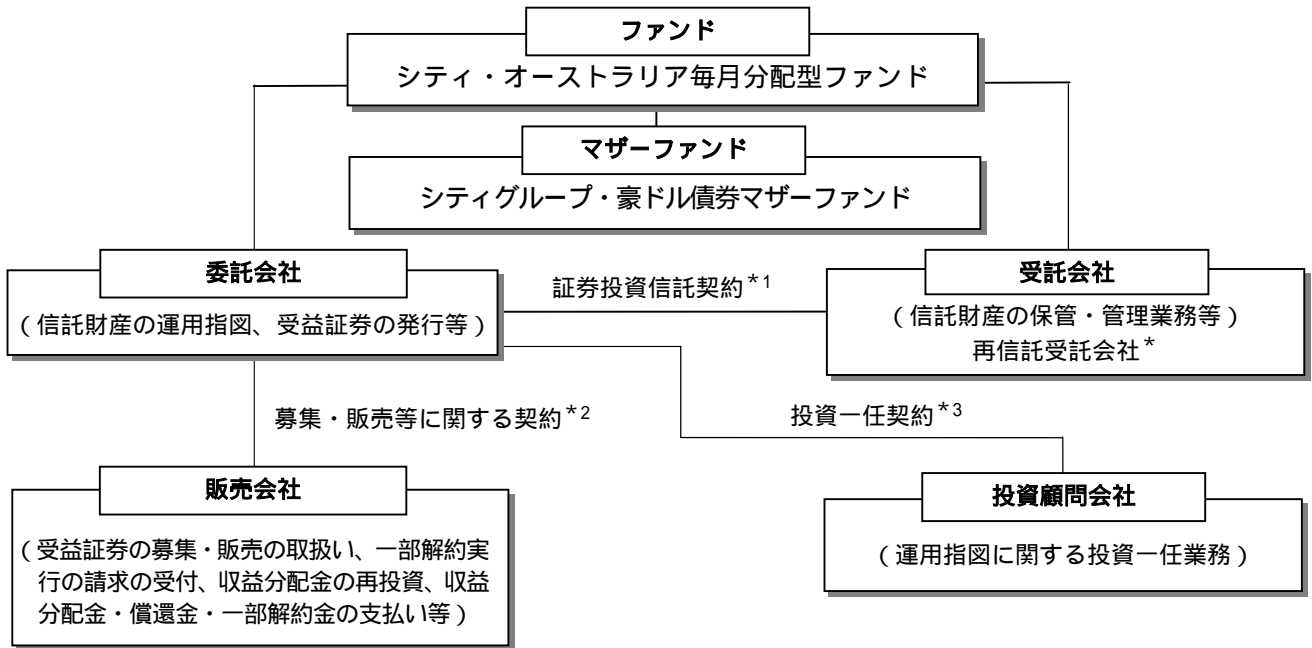 ファンド
シティ・オーストラリア毎月分配型ファンド
マザーファンド
シティグループ・豪ドル債券マザーファンド
委託会社
（信託財産の運用指図、受益証券の発行等）
証券投資信託契約*1
受託会社
（信託財産の保管・管理業務等）
再信託受託会社*
募集・販売等に関する契約*2
投資一任契約*3
販売会社
（受益証券の募集・販売の取扱い、一部解約実
行の請求の受付、収益分配金の再投資、収益
分配金・償還金・一部解約金の支払い等）
投資顧問会社
（運用指図に関する投資一任業務）